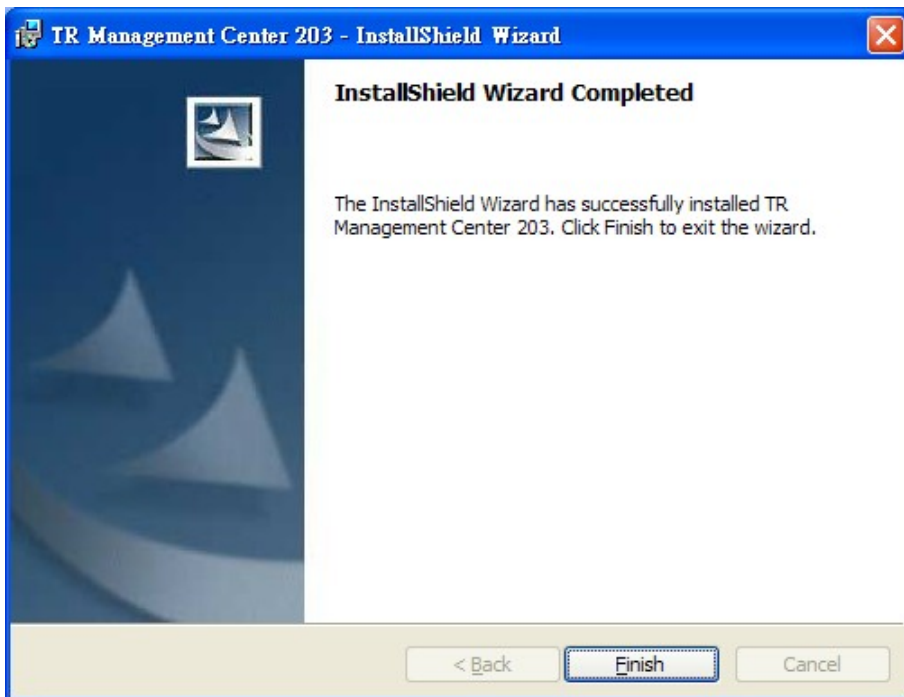 TR Management Center 203 - InstallShield Wizard
InstallShield Wizard Completed
The InstallShield Wizard has successfully installed TR
Management Center 203. Click Finish to exit the wizard.
< Back
Finish
Cancel